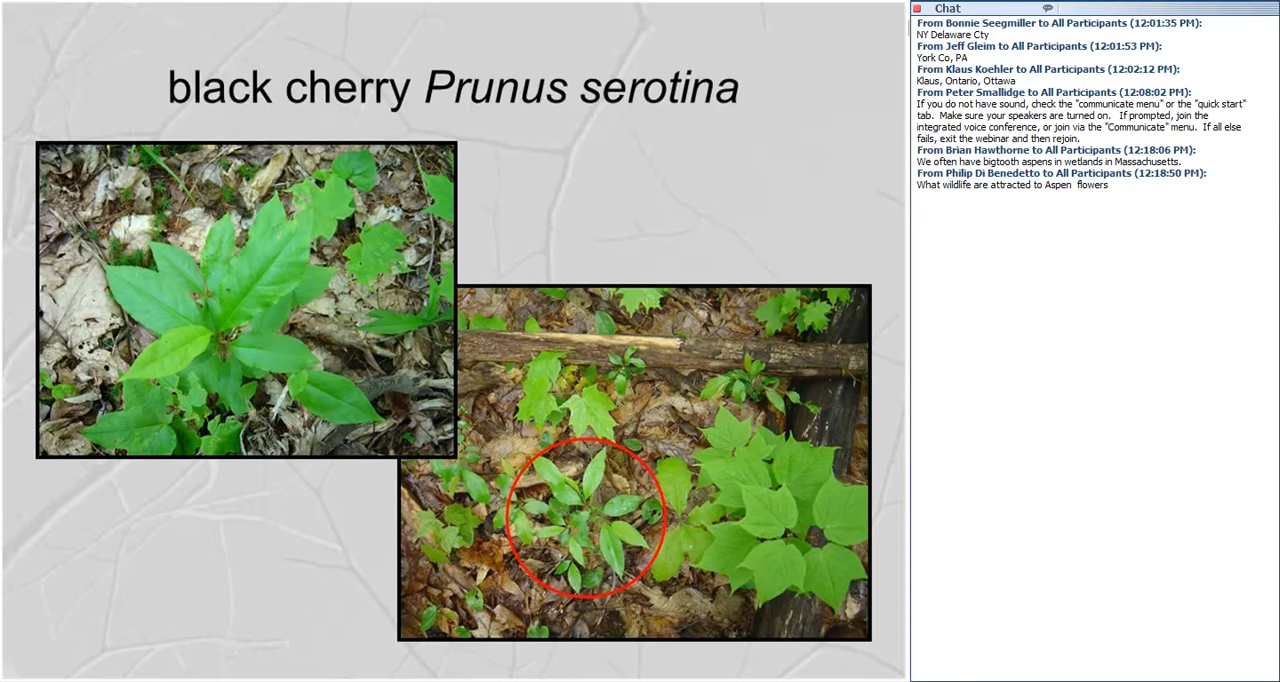 black cherry Prunus serotina
Chat
From Bonnie Seegmiller to All Participants (12:01:35 PM):
NY Delaware Cty
From Jeff Gleim to All Participants (12:01:53 PM):
York Co, PA
From Klaus Koehler to All Participants (12:02:12 PM):
Klaus, Ontario, Ottawa
From Peter Smallidge to All Participants (12:08:02 PM):
If you do not have sound, check the "communicate menu" or the "quick start"
tab.  Make sure your speakers are turned on.   If prompted, join the
integrated voice conference, or join via the "Communicate" menu.  If all else
fails, exit the webinar and then rejoin.
From Brian Hawthorne to All Participants (12:18:06 PM):
We often have bigtooth aspens in wetlands in Massachusetts.
From Philip Di Benedetto to All Participants (12:18:50 PM):
What wildlife are attracted to Aspen  flowers